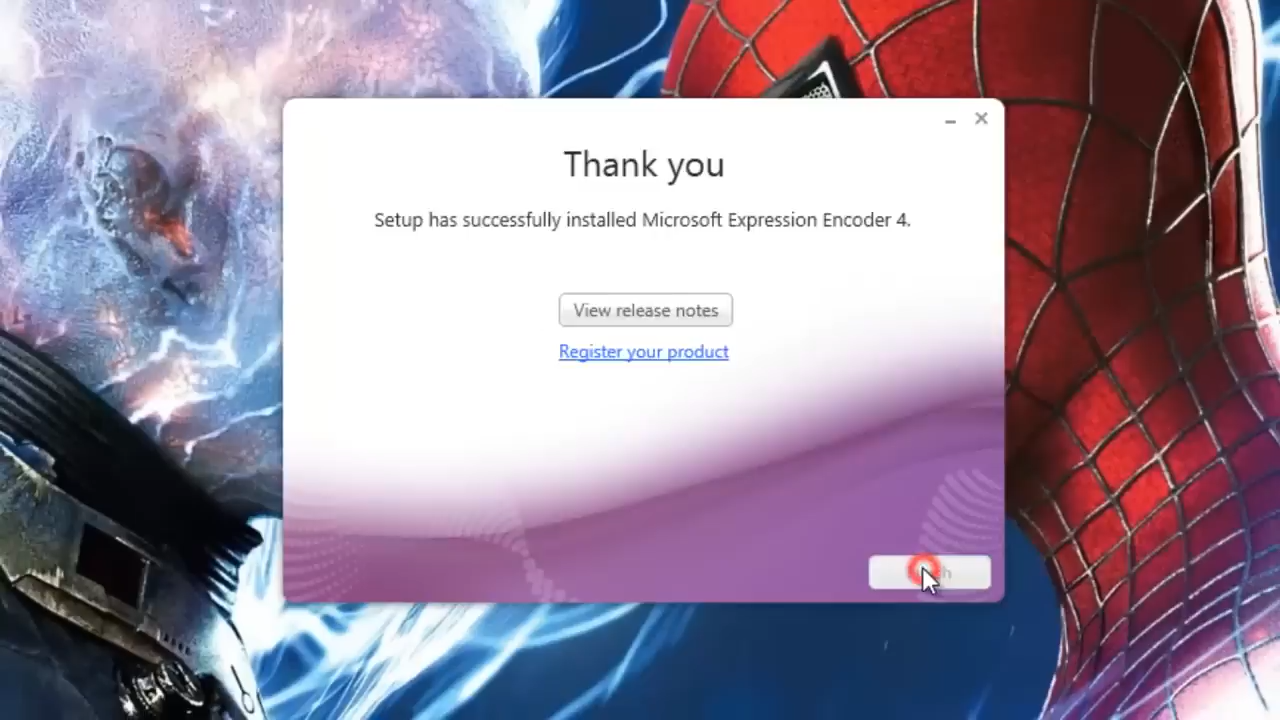 Thank you
Setup has successfully installed Microsoft Expression Encoder 4.
View release notes
Register your product